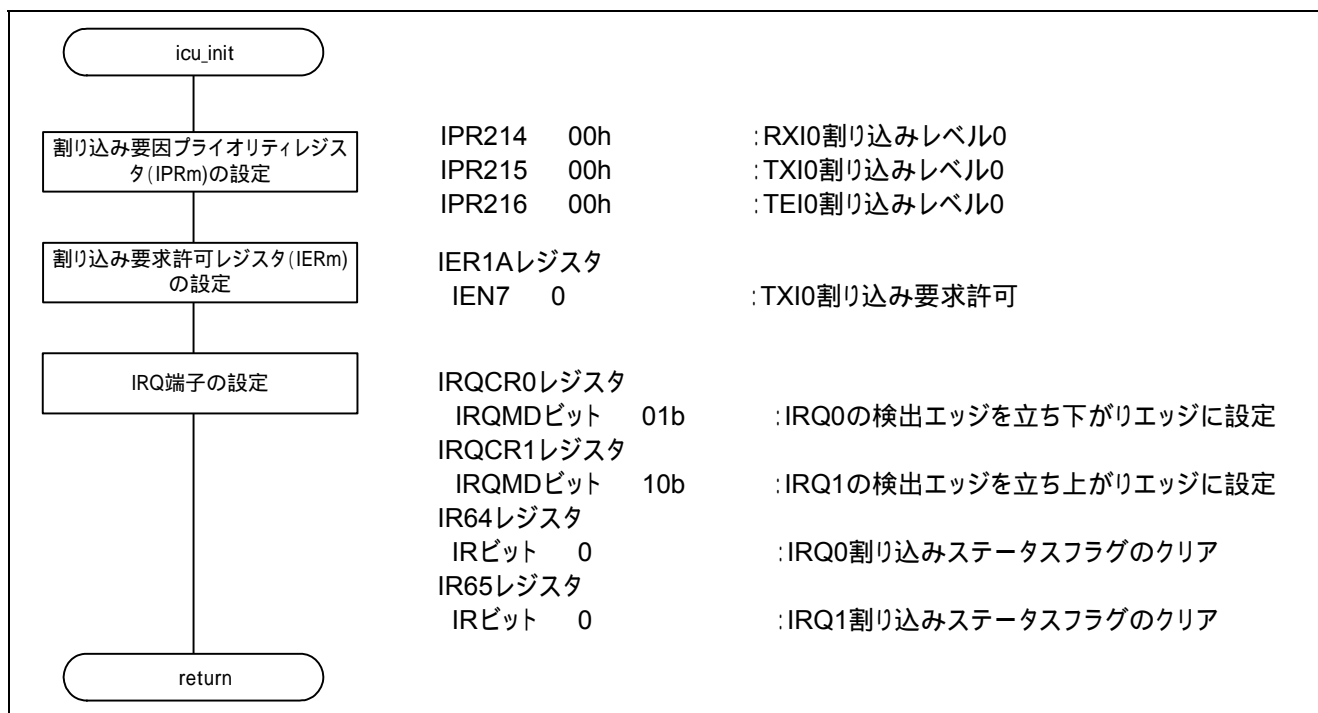 icu_init
割り込み要因プライオリティレジス
タ(IPRm)の設定
IPR214 00h :RXI0割り込みレベル0
IPR215 00h :TXI0割り込みレベル0
IPR216 00h :TEI0割り込みレベル0
割り込み要求許可レジスタ(IERm)
の設定
IER1Aレジスタ
IEN7 0 :TXI0割り込み要求許可
IRQ端子の設定
IRQCR0レジスタ
IRQMDビット 01b :IRQ0の検出エッジを立ち下がりエッジに設定
IRQCR1レジスタ
IRQMDビット 10b :IRQ1の検出エッジを立ち上がりエッジに設定
IR64レジスタ
IRビット 0 :IRQ0割り込みステータスフラグのクリア
IR65レジスタ
IRビット 0 :IRQ1割り込みステータスフラグのクリア
return